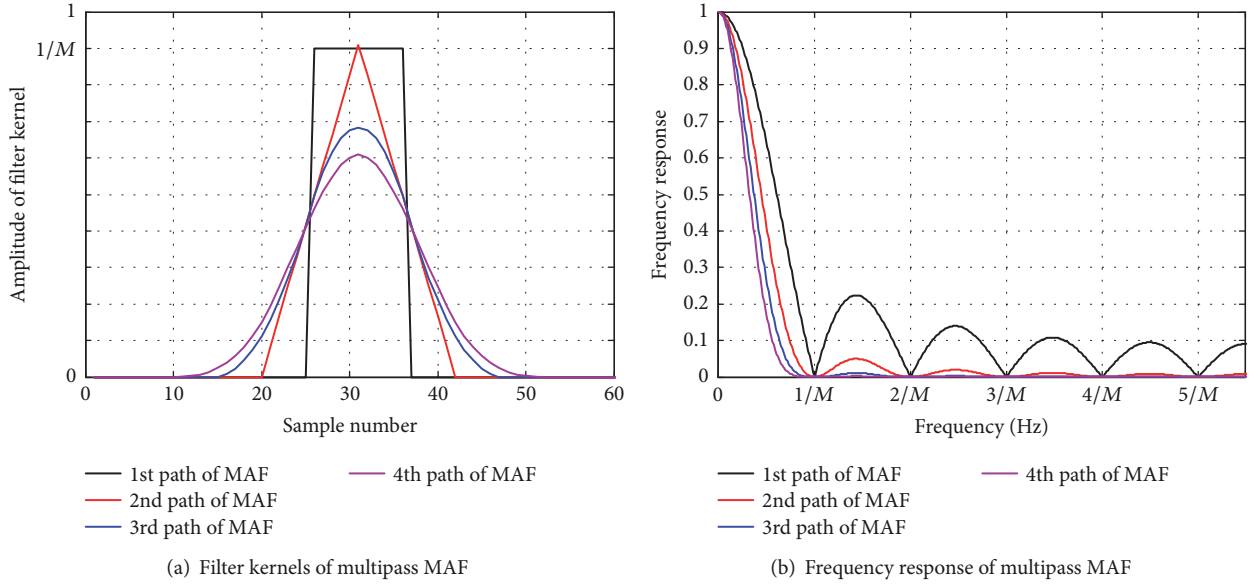 1
1/M
0
0
10
20
30
40
50
60
Amplitude of filter kernel
Sample number
1st path of MAF
2nd path of MAF
3rd path of MAF
4th path of MAF
(a) Filter kernels of multipass MAF
1
0.9
0.8
0.7
0.6
0.5
0.4
0.3
0.2
0.1
0
0
1/M
2/M
3/M
4/M
5/M
Frequency response
Frequency (Hz)
1st path of MAF
2nd path of MAF
3rd path of MAF
4th path of MAF
(b) Frequency response of multipass MAF